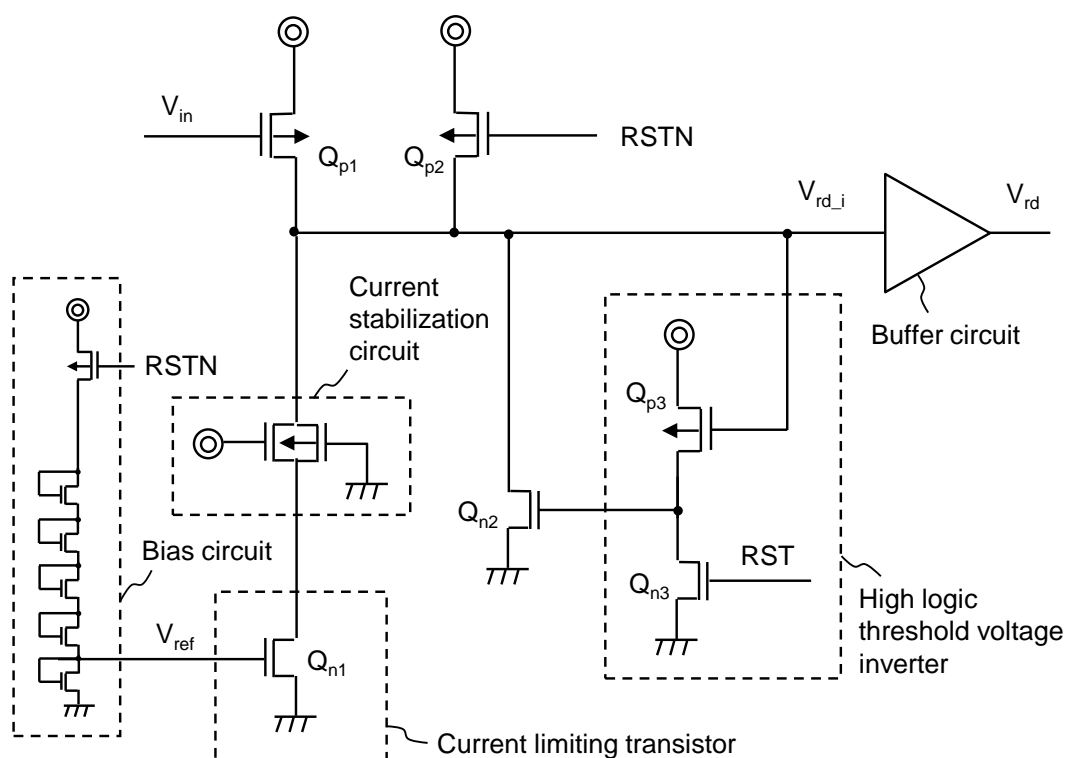 V_in
Q_p1
Q_p2
RSTN
V_rd_i
V_rd
Buffer circuit
Current
stabilization
circuit
RSTN
Q_p3
Q_n2
RST
Q_n3
Bias circuit
High logic
threshold voltage
inverter
V_ref
Q_n1
Current limiting transistor